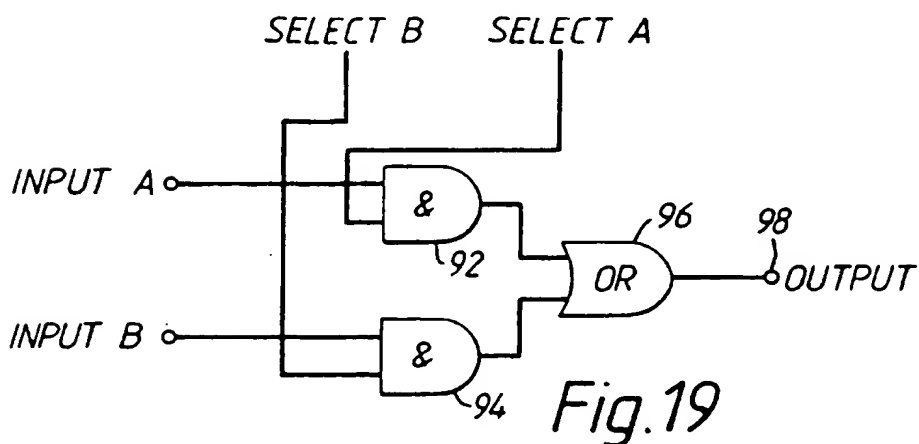 SELECT B SELECT A
INPUT A
&
92
96
98
OR
OUTPUT
INPUT B
&
94
Fig.19